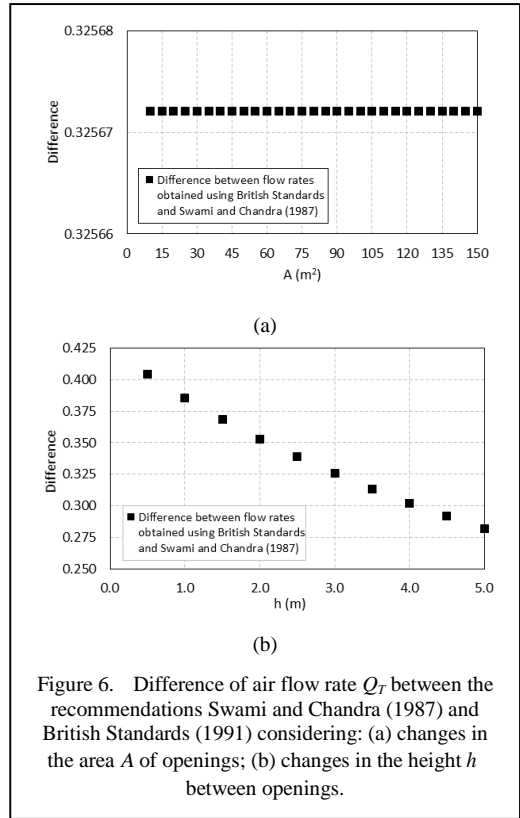 0.32568
0.32567
0.32566
Difference
Difference between flow rates
obtained using British Standards
and Swami and Chandra (1987)
0 15 30 45 60 75 90 105 120 135 150
A (m²)
(a)
0.425
0.400
0.375
0.350
0.325
0.300
0.275
0.250
Difference
Difference between flow rates
obtained using British Standards
and Swami and Chandra (1987)
0.0 1.0 2.0 3.0 4.0 5.0
h (m)
(b)
Figure 6. Difference of air flow rate Q_T between the
recommendations Swami and Chandra (1987) and
British Standards (1991) considering: (a) changes in
the area A of openings; (b) changes in the height h
between openings.